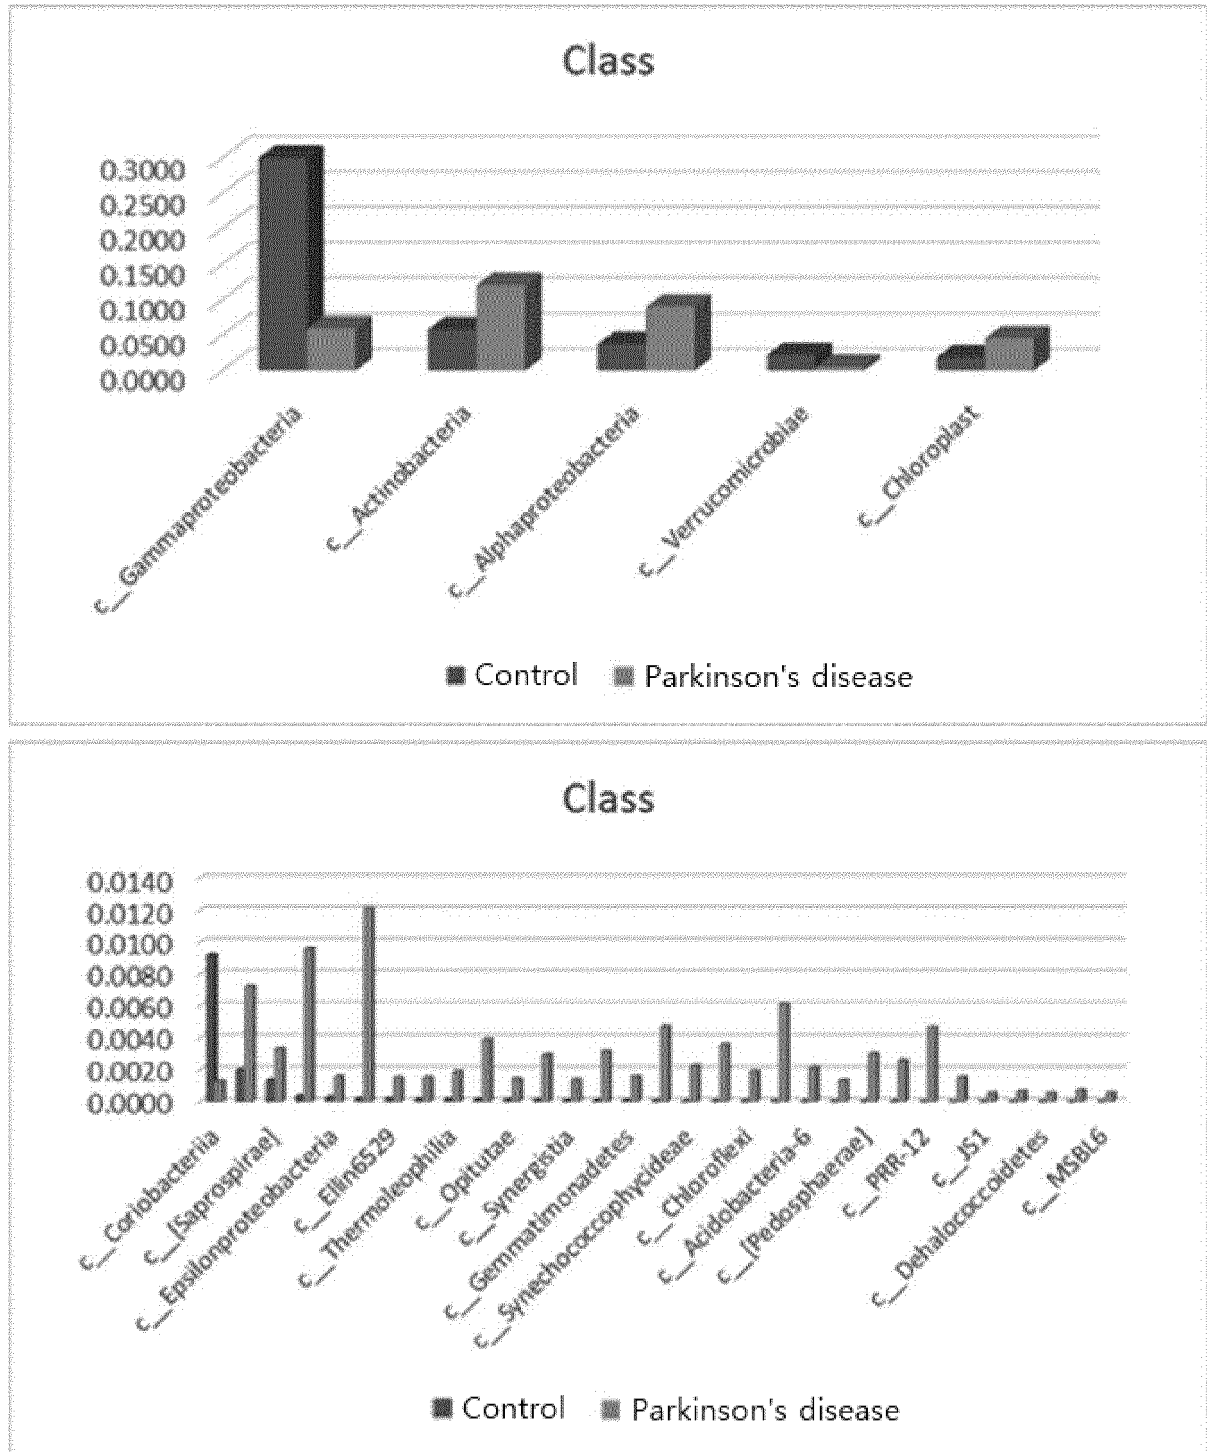 Class
0.3000
0.2500
0.2000
0.1500
0.1000
0.0500
0.0000
c__Gammaproteobacteria
c__Actinobacteria
c__Alphaproteobacteria
c__Verrucomicrobiae
c__Chloroplast
Control
Parkinson's disease
Class
0.0140
0.0120
0.0100
0.0080
0.0060
0.0040
0.0020
0.0000
c__Coriobacteriia
c__[Saprospirae]
c__Epsilonproteobacteria
c__Ellin6529
c__Thermoleophilia
c__Opitutae
c__Synergistia
c__Gemmatimonadetes
c__Synechococcophycideae
c__Chloroflexi
c__Acidobacteria-6
c__[Pedosphaerae]
c__PRR-12
c__JS1
c__Dehalococcoidetes
c__MSBL6
Control
Parkinson's disease